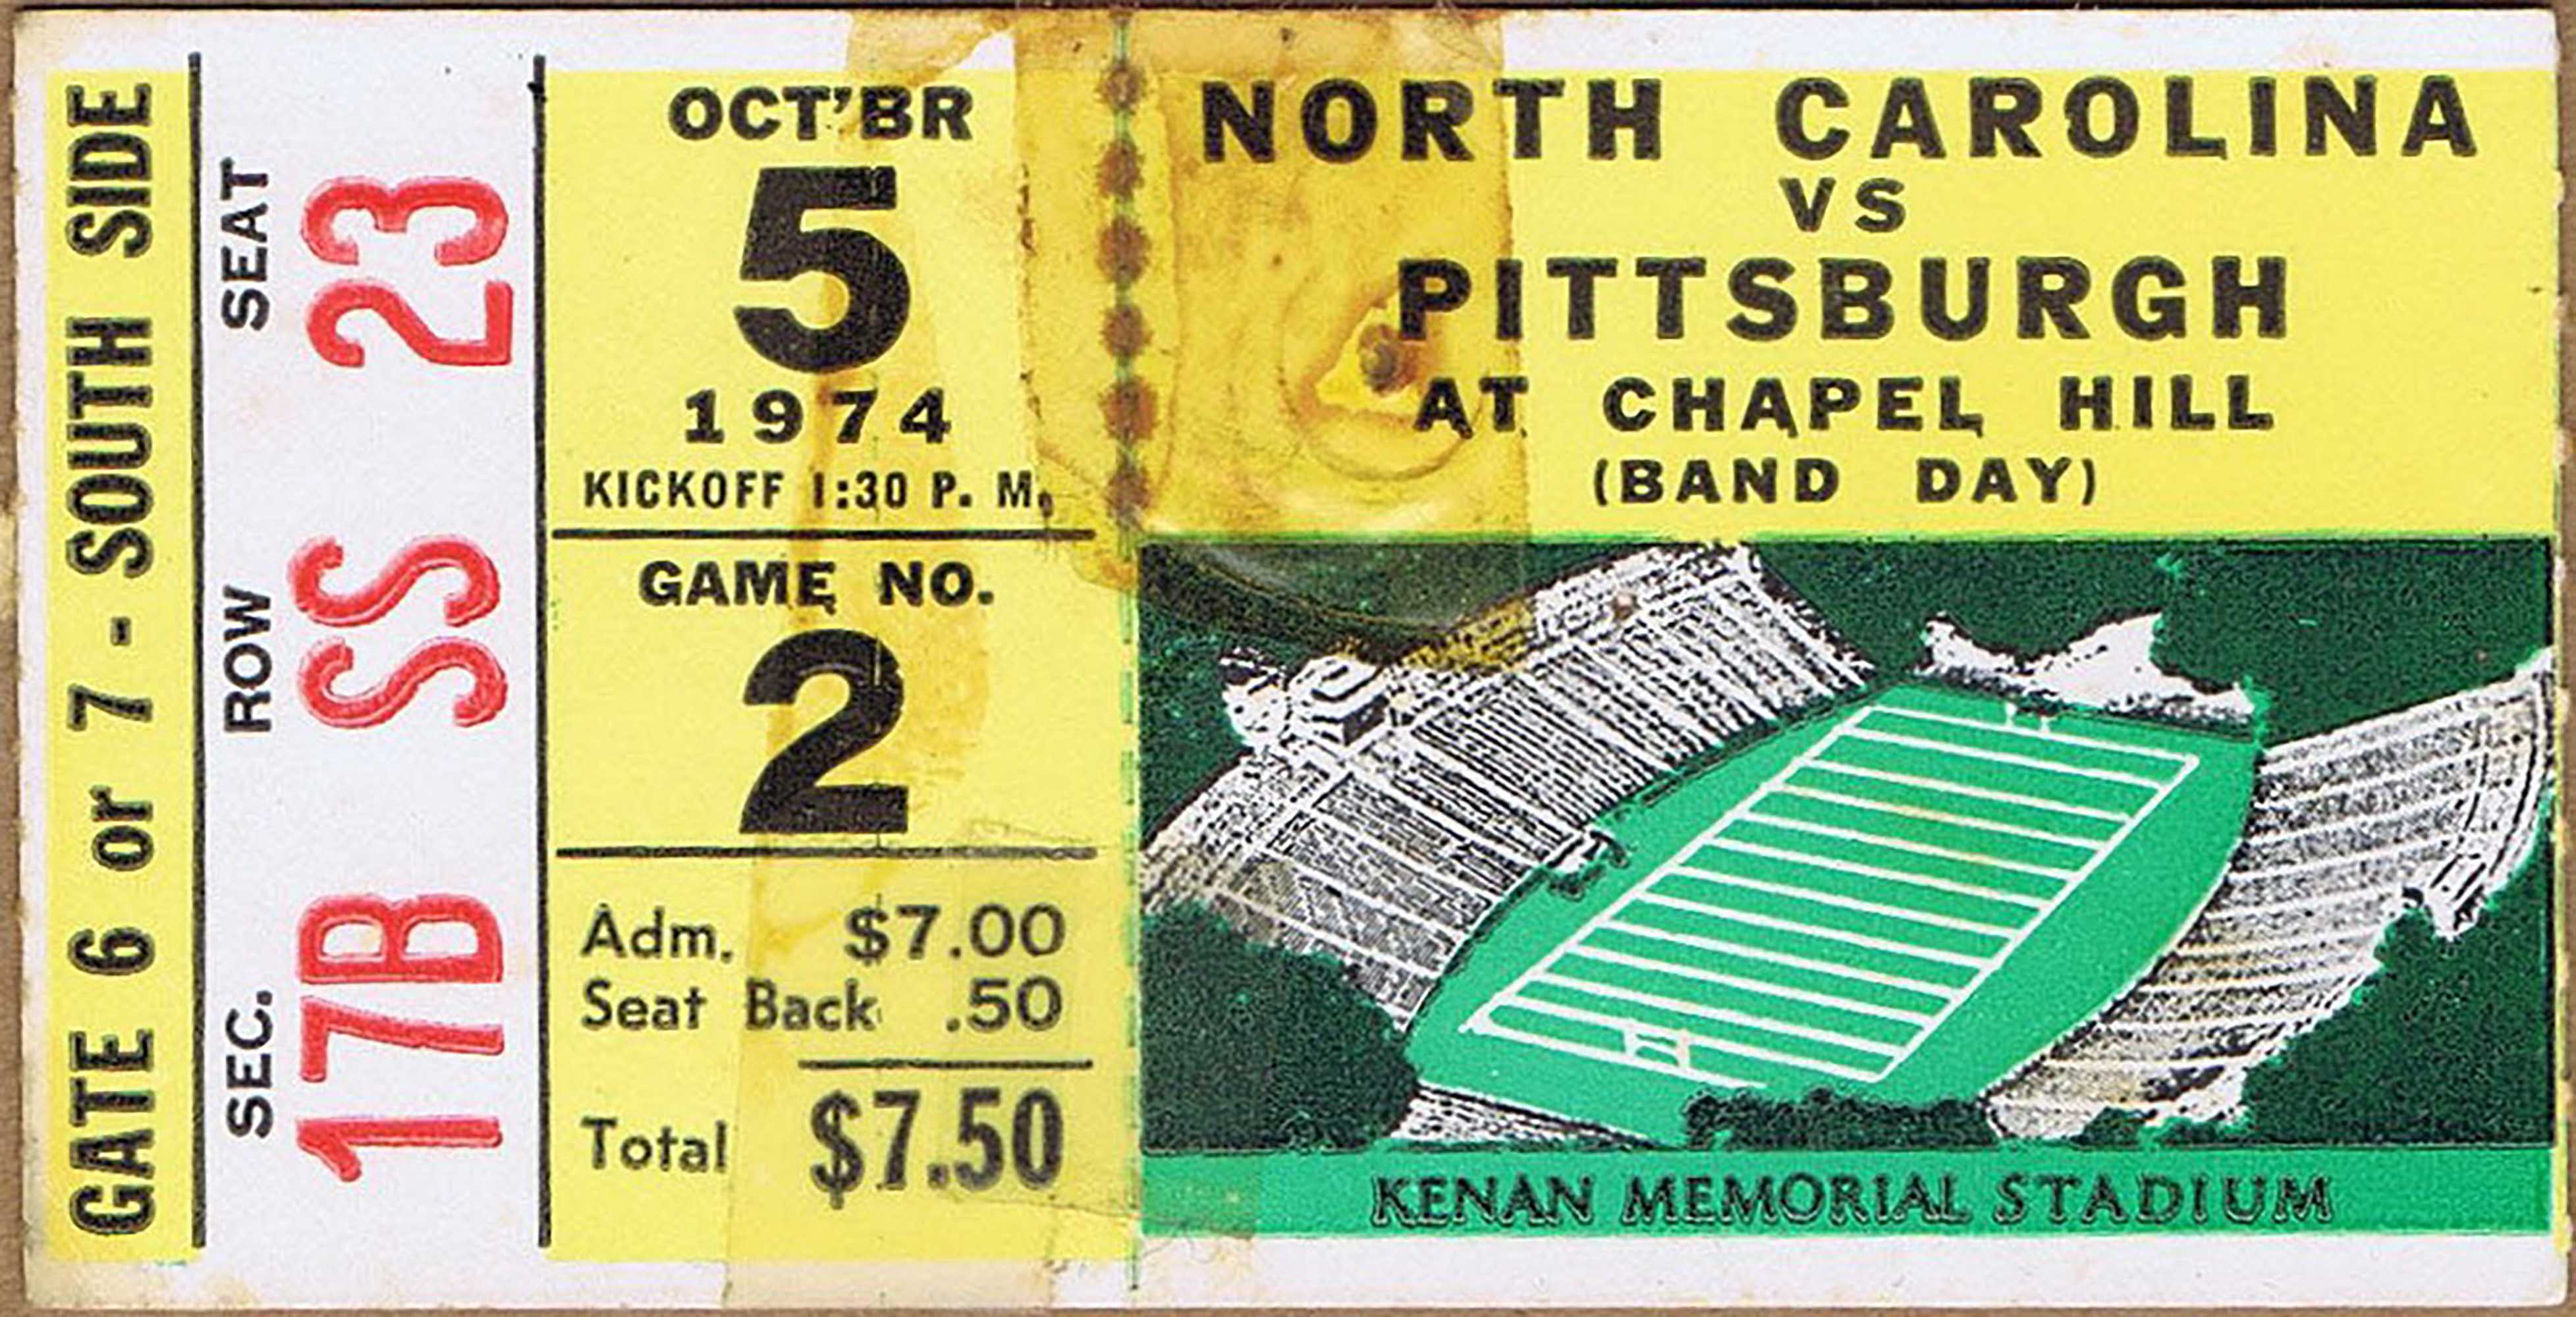 GATE 6 or 7 - SOUTH SIDE
SEC. ROW SEAT
17B SS 23
OCT'BR
5
1974
KICKOFF 1:30 P. M.
GAME NO.
2
Adm. $7.00
Seat Back .50
Total $7.50
NORTH CAROLINA
VS
PITTSBURGH
AT CHAPEL HILL
(BAND DAY)
KENAN MEMORIAL STADIUM